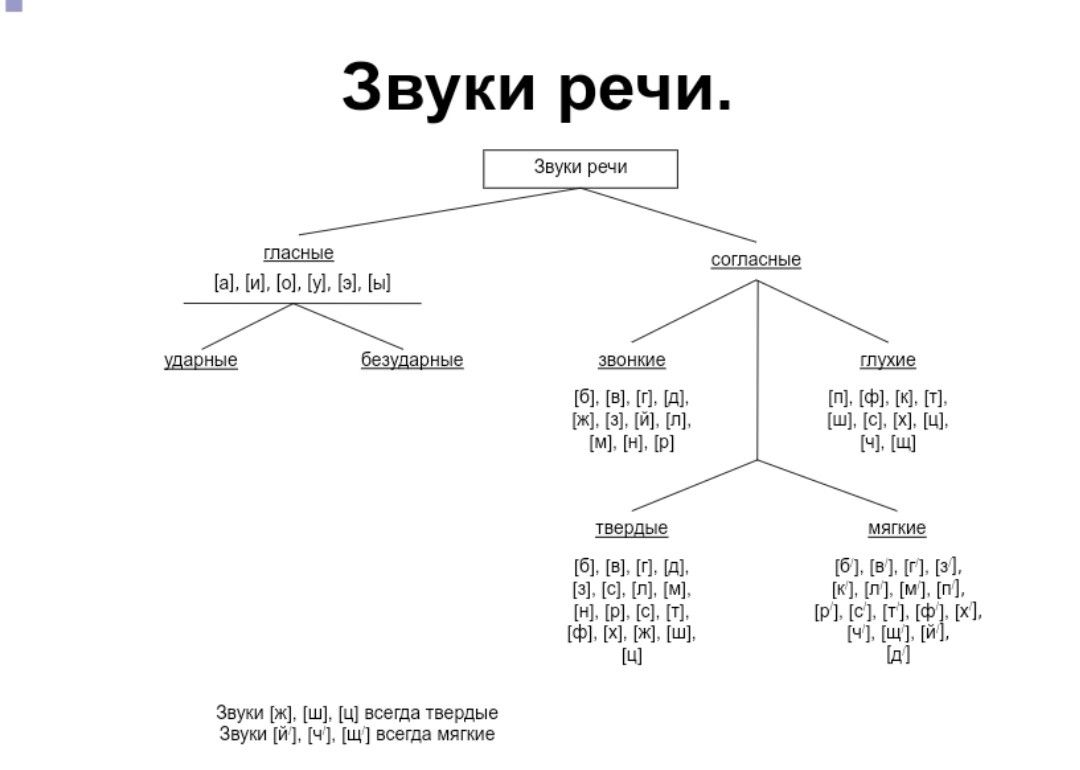 Звуки речи.
Звуки речи
гласные
[а], [и], [о], [у], [э], [ы]
ударные
безударные
согласные
звонкие
[б], [в], [г], [д],
[ж], [з], [й], [л],
[м], [н], [р]
глухие
[п], [ф], [к], [т],
[ш], [с], [х], [ц],
[ч], [щ]
твердые
[б], [в], [г], [д],
[з], [с], [л], [м],
[н], [р], [с], [т],
[ф], [х], [ж], [ш],
[ц]
мягкие
[б/], [в/], [г/], [з/],
[к/], [л/], [м/], [п/],
[р/], [с/], [т/], [ф/], [х/],
[ч/], [щ/], [й/],
[д/]
Звуки [ж], [ш], [ц] всегда твердые
Звуки [й/], [ч/], [щ/] всегда мягкие